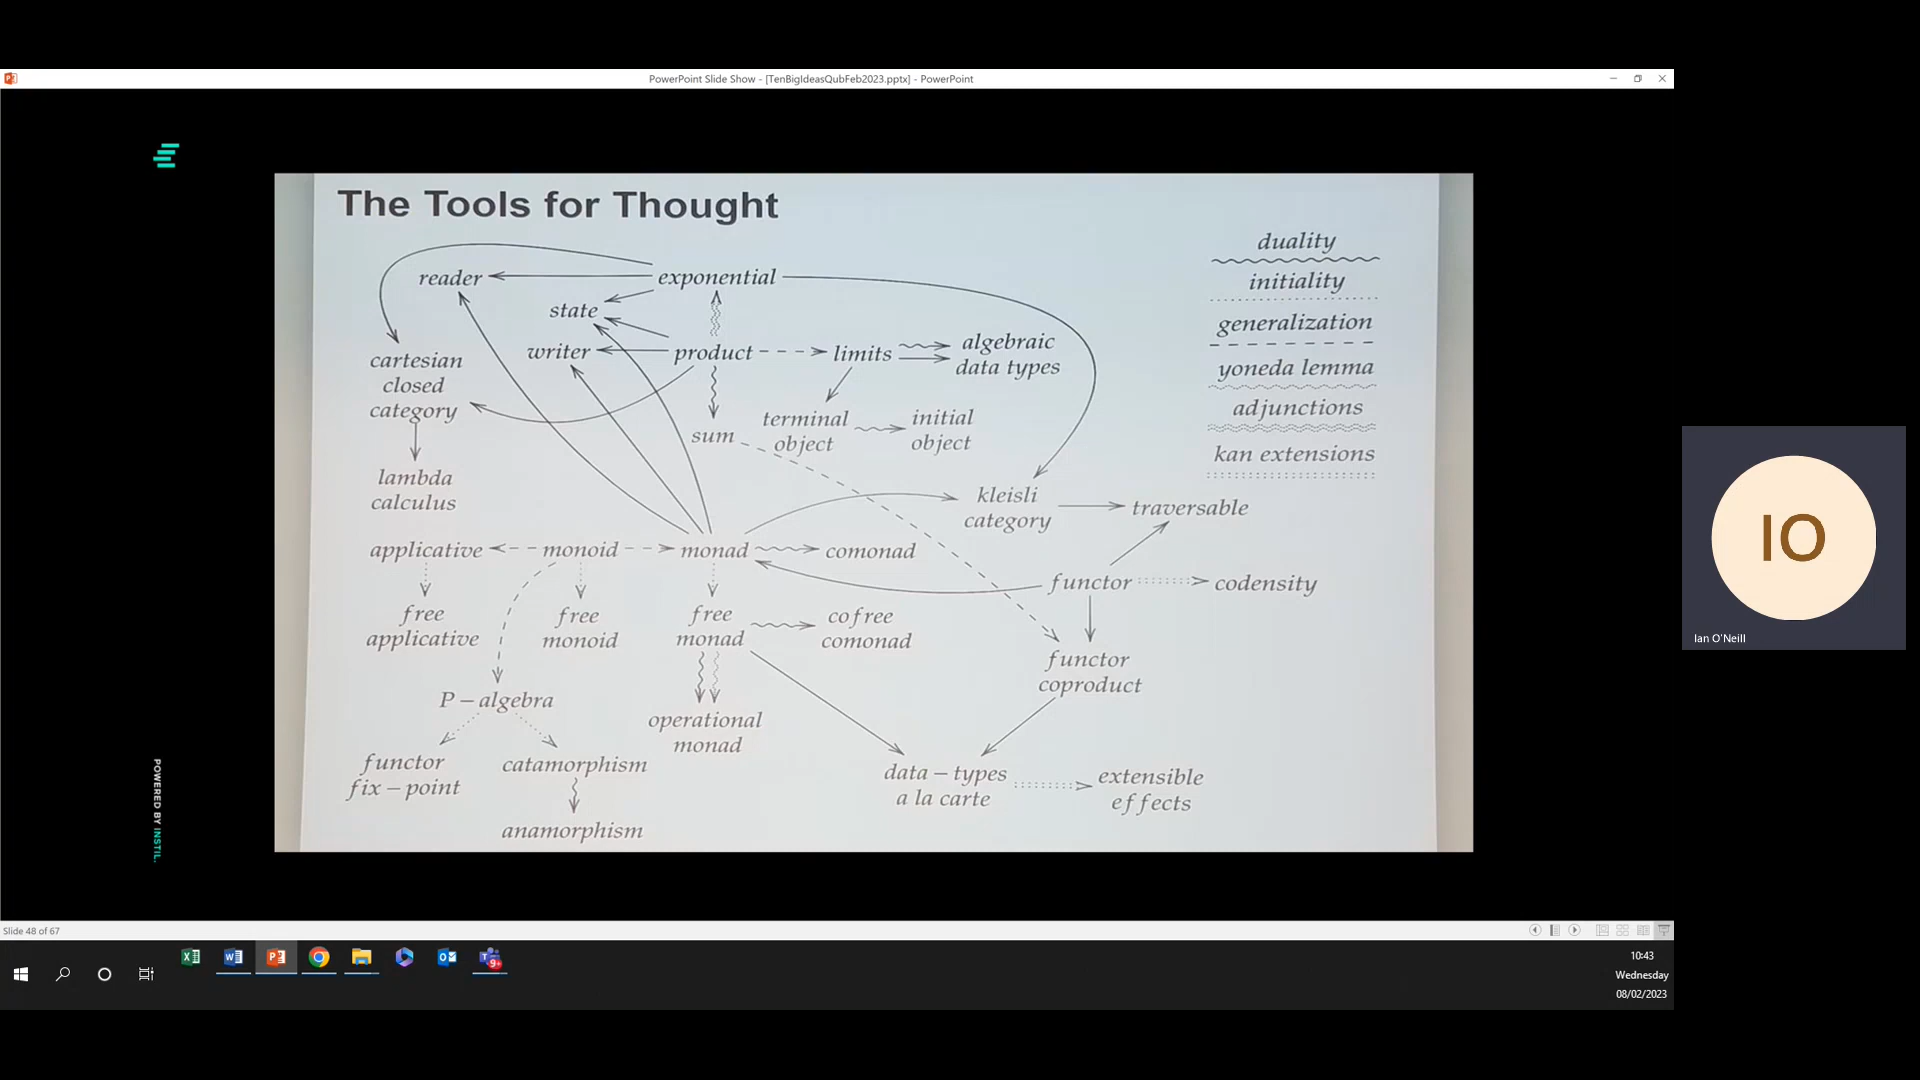 PowerPoint Slide Show - [TenBigIdeasQubFeb2023.pptx] - PowerPoint
The Tools for Thought
duality
reader
exponential
initiality
state
generalization
writer
product
limits
algebraic
data types
cartesian
closed
category
yoneda lemma
adjunctions
sum
terminal
object
initial
object
kan extensions
lambda
calculus
kleisli
category
traversable
applicative
monoid
monad
comonad
functor
codensity
free
applicative
free
monoid
free
monad
cofree
comonad
functor
coproduct
P – algebra
operational
monad
functor
fix – point
catamorphism
data – types
a la carte
extensible
effects
anamorphism
POWERED BY INSTIL.
IO
Ian O'Neill
Slide 48 of 67
9+
10:43
Wednesday
08/02/2023